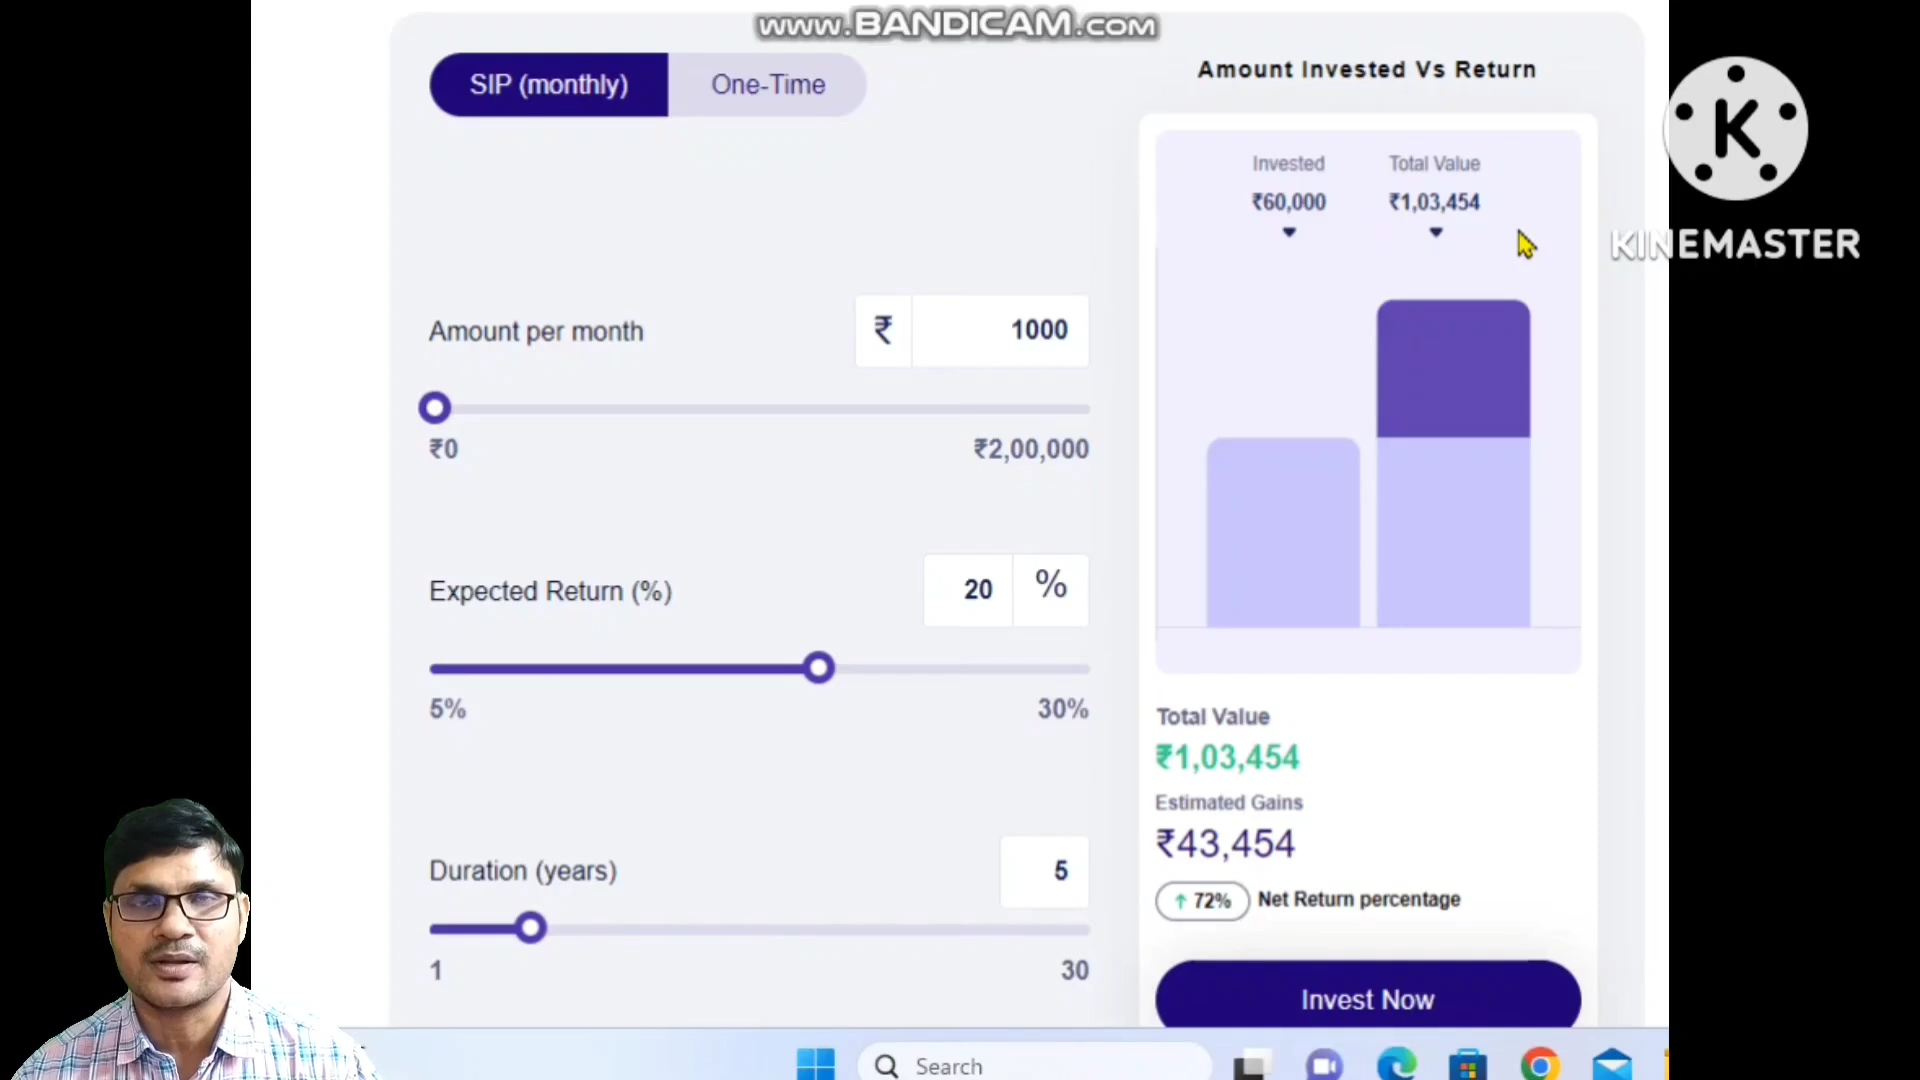 www.BANDICAM.com
SIP (monthly)
One-Time
Amount Invested Vs Return
K
KINEMASTER
Invested
Total Value
₹60,000
₹1,03,454
Amount per month
₹ 1000
₹0
₹2,00,000
Expected Return (%)
20 %
5%
30%
Total Value
₹1,03,454
Estimated Gains
₹43,454
Duration (years)
5
↑ 72% Net Return percentage
1
30
Invest Now
Search